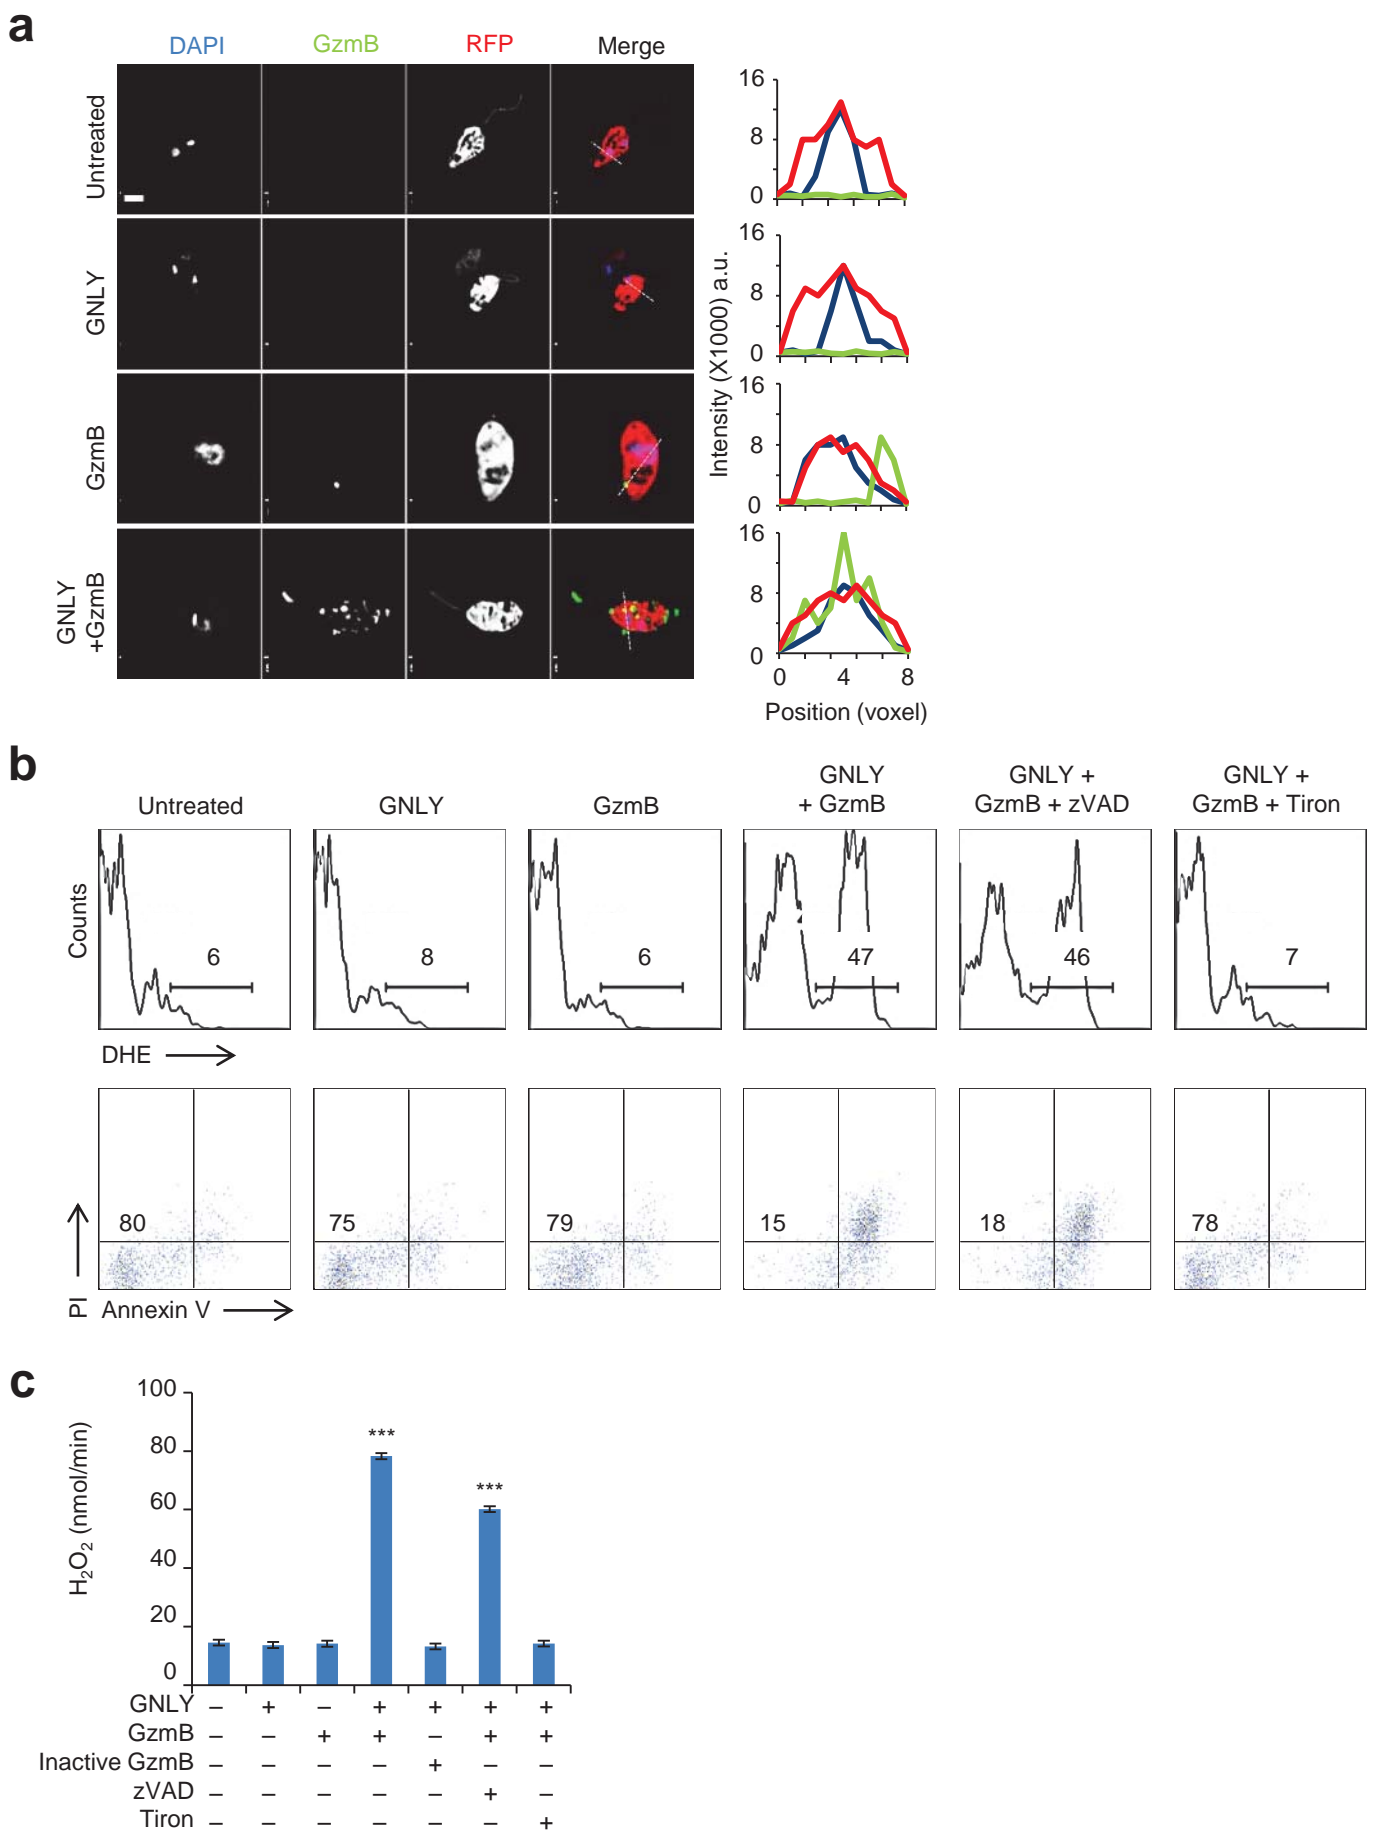 a
DAPI GzmB RFP Merge
Untreated
GNLY
GzmB
GNLY
+GzmB
Intensity (X1000) a.u.
16
8
0
16
8
0
16
8
0
16
8
0
0 4 8
Position (voxel)
b
Untreated GNLY GzmB GNLY + GzmB GNLY + GzmB + zVAD GNLY + GzmB + Tiron
Counts
6 8 6 47 46 7
DHE
80 75 79 15 18 78
PI
Annexin V
c
H₂O₂ (nmol/min)
100
80
60
40
20
0
*** ***
GNLY – + – + + + +
GzmB – – + + – + +
Inactive GzmB – – – – + – –
zVAD – – – – – + –
Tiron – – – – – – +